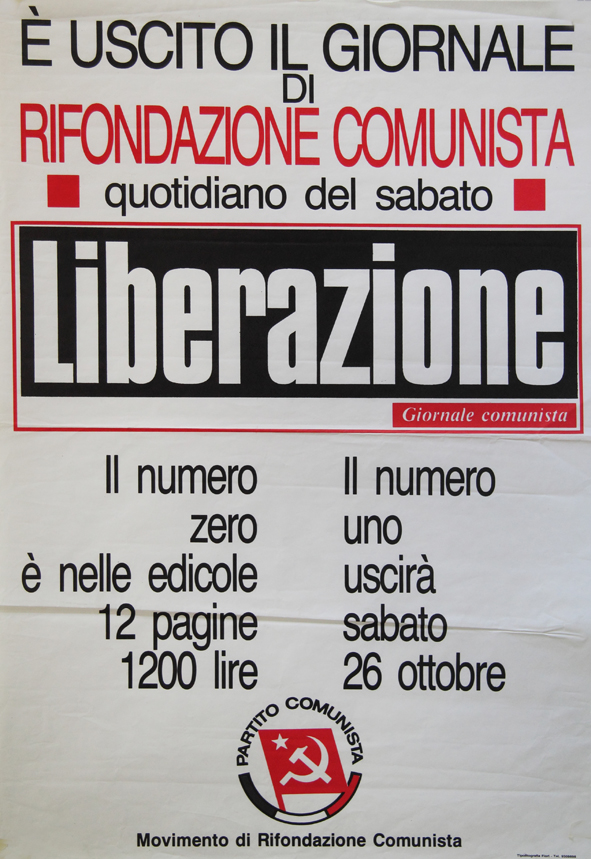 È USCITO IL GIORNALE
DI
RIFONDAZIONE COMUNISTA
quotidiano del sabato
Liberazione
Giornale comunista
Il numero
zero
è nelle edicole
12 pagine
1200 lire
Il numero
uno
uscirà
sabato
26 ottobre
PARTITO COMUNISTA
Movimento di Rifondazione Comunista